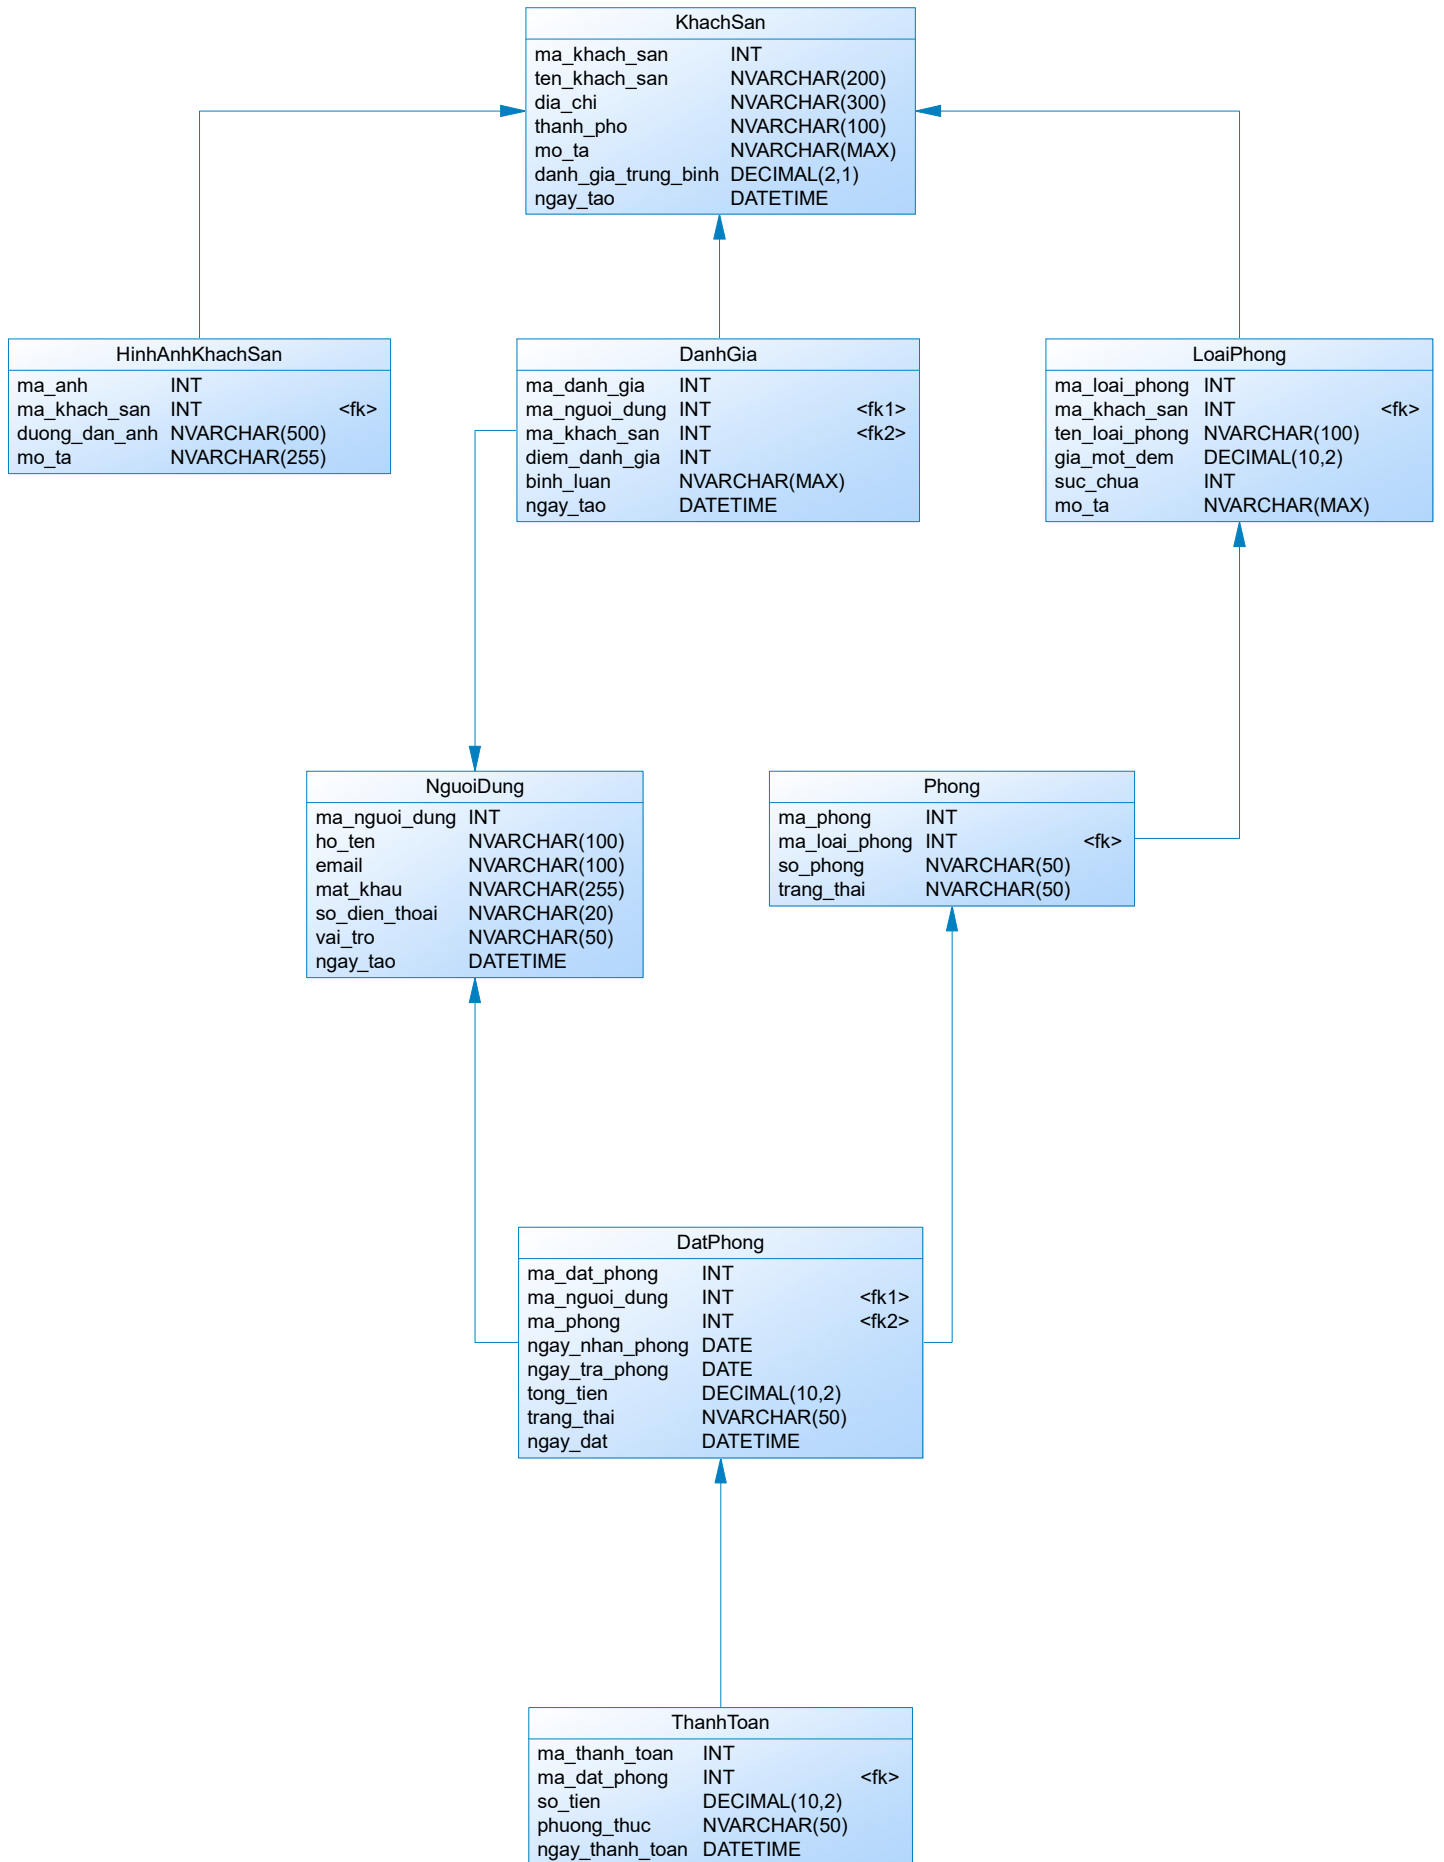 KhachSan
ma_khach_san INT
ten_khach_san NVARCHAR(200)
dia_chi NVARCHAR(300)
thanh_pho NVARCHAR(100)
mo_ta NVARCHAR(MAX)
danh_gia_trung_binh DECIMAL(2,1)
ngay_tao DATETIME
HinhAnhKhachSan
ma_anh INT
ma_khach_san INT <fk>
duong_dan_anh NVARCHAR(500)
mo_ta NVARCHAR(255)
DanhGia
ma_danh_gia INT
ma_nguoi_dung INT <fk1>
ma_khach_san INT <fk2>
diem_danh_gia INT
binh_luan NVARCHAR(MAX)
ngay_tao DATETIME
LoaiPhong
ma_loai_phong INT
ma_khach_san INT <fk>
ten_loai_phong NVARCHAR(100)
gia_mot_dem DECIMAL(10,2)
suc_chua INT
mo_ta NVARCHAR(MAX)
NguoiDung
ma_nguoi_dung INT
ho_ten NVARCHAR(100)
email NVARCHAR(100)
mat_khau NVARCHAR(255)
so_dien_thoai NVARCHAR(20)
vai_tro NVARCHAR(50)
ngay_tao DATETIME
Phong
ma_phong INT
ma_loai_phong INT <fk>
so_phong NVARCHAR(50)
trang_thai NVARCHAR(50)
DatPhong
ma_dat_phong INT
ma_nguoi_dung INT <fk1>
ma_phong INT <fk2>
ngay_nhan_phong DATE
ngay_tra_phong DATE
tong_tien DECIMAL(10,2)
trang_thai NVARCHAR(50)
ngay_dat DATETIME
ThanhToan
ma_thanh_toan INT
ma_dat_phong INT <fk>
so_tien DECIMAL(10,2)
phuong_thuc NVARCHAR(50)
ngay_thanh_toan DATETIME